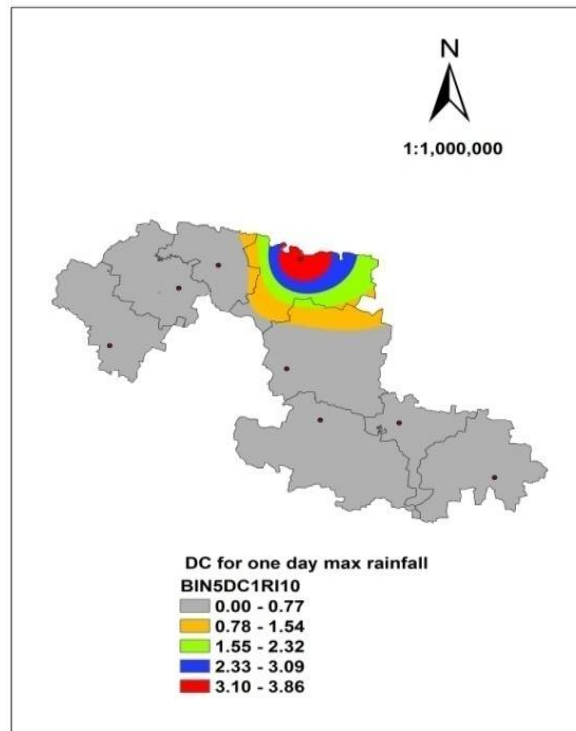 N
1:1,000,000
DC for one day max rainfall
BIN5DC1RI10
0.00 - 0.77
0.78 - 1.54
1.55 - 2.32
2.33 - 3.09
3.10 - 3.86